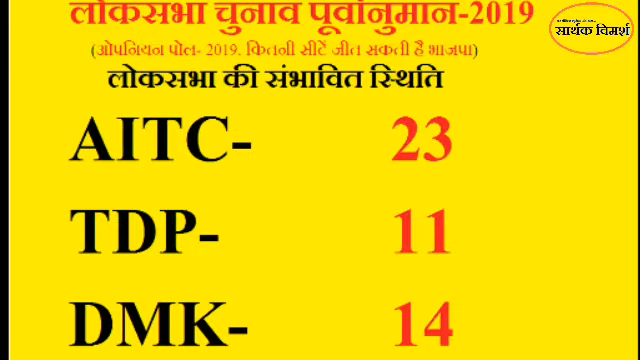 लोकसभा चुनाव पूर्वानुमान-2019
(ओपनियन पोल- 2019. कितनी सीटें जीत सकती है भाजपा)
लोकसभा की संभावित स्थिति
AITC- 23
TDP- 11
DMK- 14
सार्थक विमर्श